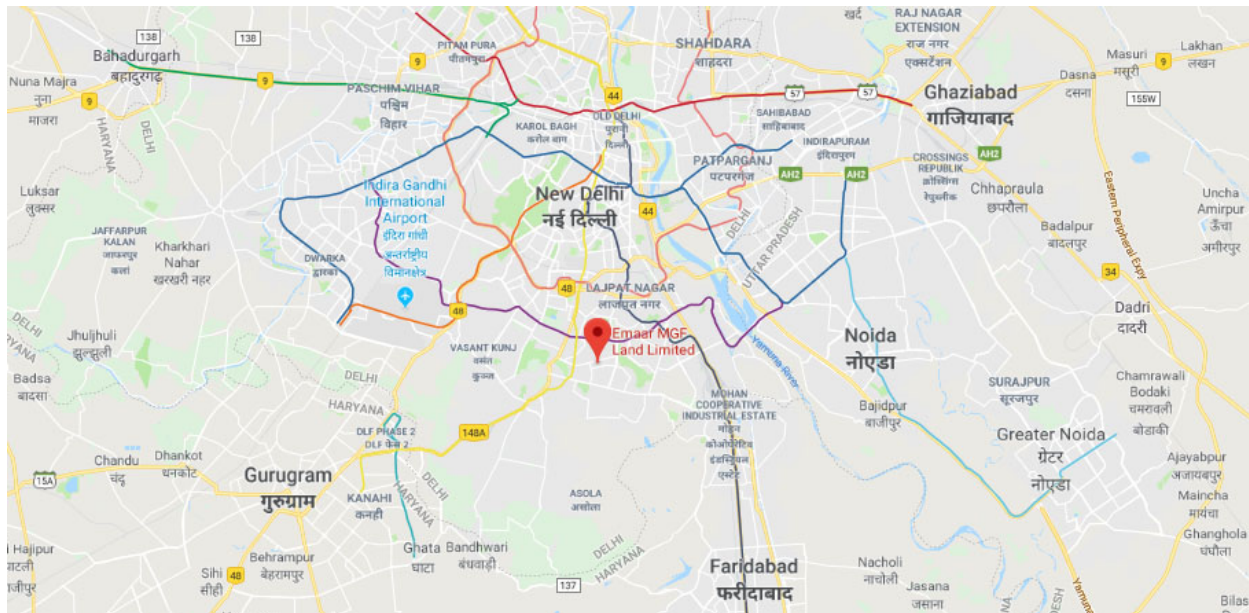 138
138
Bahadurgarh
बहादुरगढ़
Nuna Majra
नुना
माजरा
9
9
DELHI
HARYANA
Luksar
लुक्सर
JAFFARPUR
KALAN
जाफरपुर
कलां
Kharkhari
Nahar
खरखरी नहर
PITAM PURA
पीतमपुरा
9
PASCHIM VIHAR
पश्चिम
विहार
KAROL BAGH
करोल बाग
44
OLD DELHI
पुरानी
दिल्ली
SHAHDARA
शाहदरा
खर्द
RAJ NAGAR
EXTENSION
राज नगर
एक्सटेंशन
9
Lakhan
लखन
Masuri
मसूरी
Dasna
दसना
155W
57
57
SAHIBABAD
साहिबाबाद
Ghaziabad
गाजियाबाद
INDIRAPURAM
इंदिरापुरम
PATPARGANJ
पटपरगंज
AH2
AH2
AH2
CROSSINGS
REPUBLIK
क्रोस्सिंग्स
रेपुब्लीक
Chhapraula
छपरौला
Eastern Peripheral Expy
Uncha
Amirpur
ऊँचा
अमीरपुर
Badalpur
बादलपुर
34
Dadri
दादरी
New Delhi
नई दिल्ली
44
DELHI
UTTAR PRADESH
Indira Gandhi
International
Airport
इंदिरा गांधी
अन्तर्राष्ट्रीय
विमानक्षेत्र
DWARKA
द्वारका
48
48
LAJPAT NAGAR
लाजपत नगर
Emaar MGF
Land Limited
VASANT KUNJ
वसंत
कुञ्ज
Yamuna River
Noida
नोएडा
DELHI
HARYANA
Jhuljhuli
झुलझुली
Badsa
बादसा
DELHI
HARYANA
DLF PHASE 2
DLF फेस 2
148A
MOHAN
COOPERATIVE
INDUSTRIAL ESTATE
मोहन
कोओपरेटिव
इंडस्ट्रियल
एस्टेट
Bajidpur
बाजीपुर
SURAJPUR
सूरजपुर
Chamrawali
Bodaki
चमरावली
बोडाकी
Greater Noida
ग्रेटर
नोएडा
Ajayabpur
अजायबपुर
Maincha
मायंचा
Ghanghola
घंघौला
15A
Chandu
चंदू
Dhankot
धनकोट
Gurugram
गुरुग्राम
KANAHI
कनही
DELHI
HARYANA
ASOLA
असोला
Ghata
घाटा
Bandhwari
बंधवाड़ी
DELHI
HARYANA
137
Hajipur
Sihi
सीही
48
Behrampur
बेहरामपुर
Faridabad
फरीदाबाद
Nacholi
नाचोली
Jasana
जसाना
Yamuna
Bilas